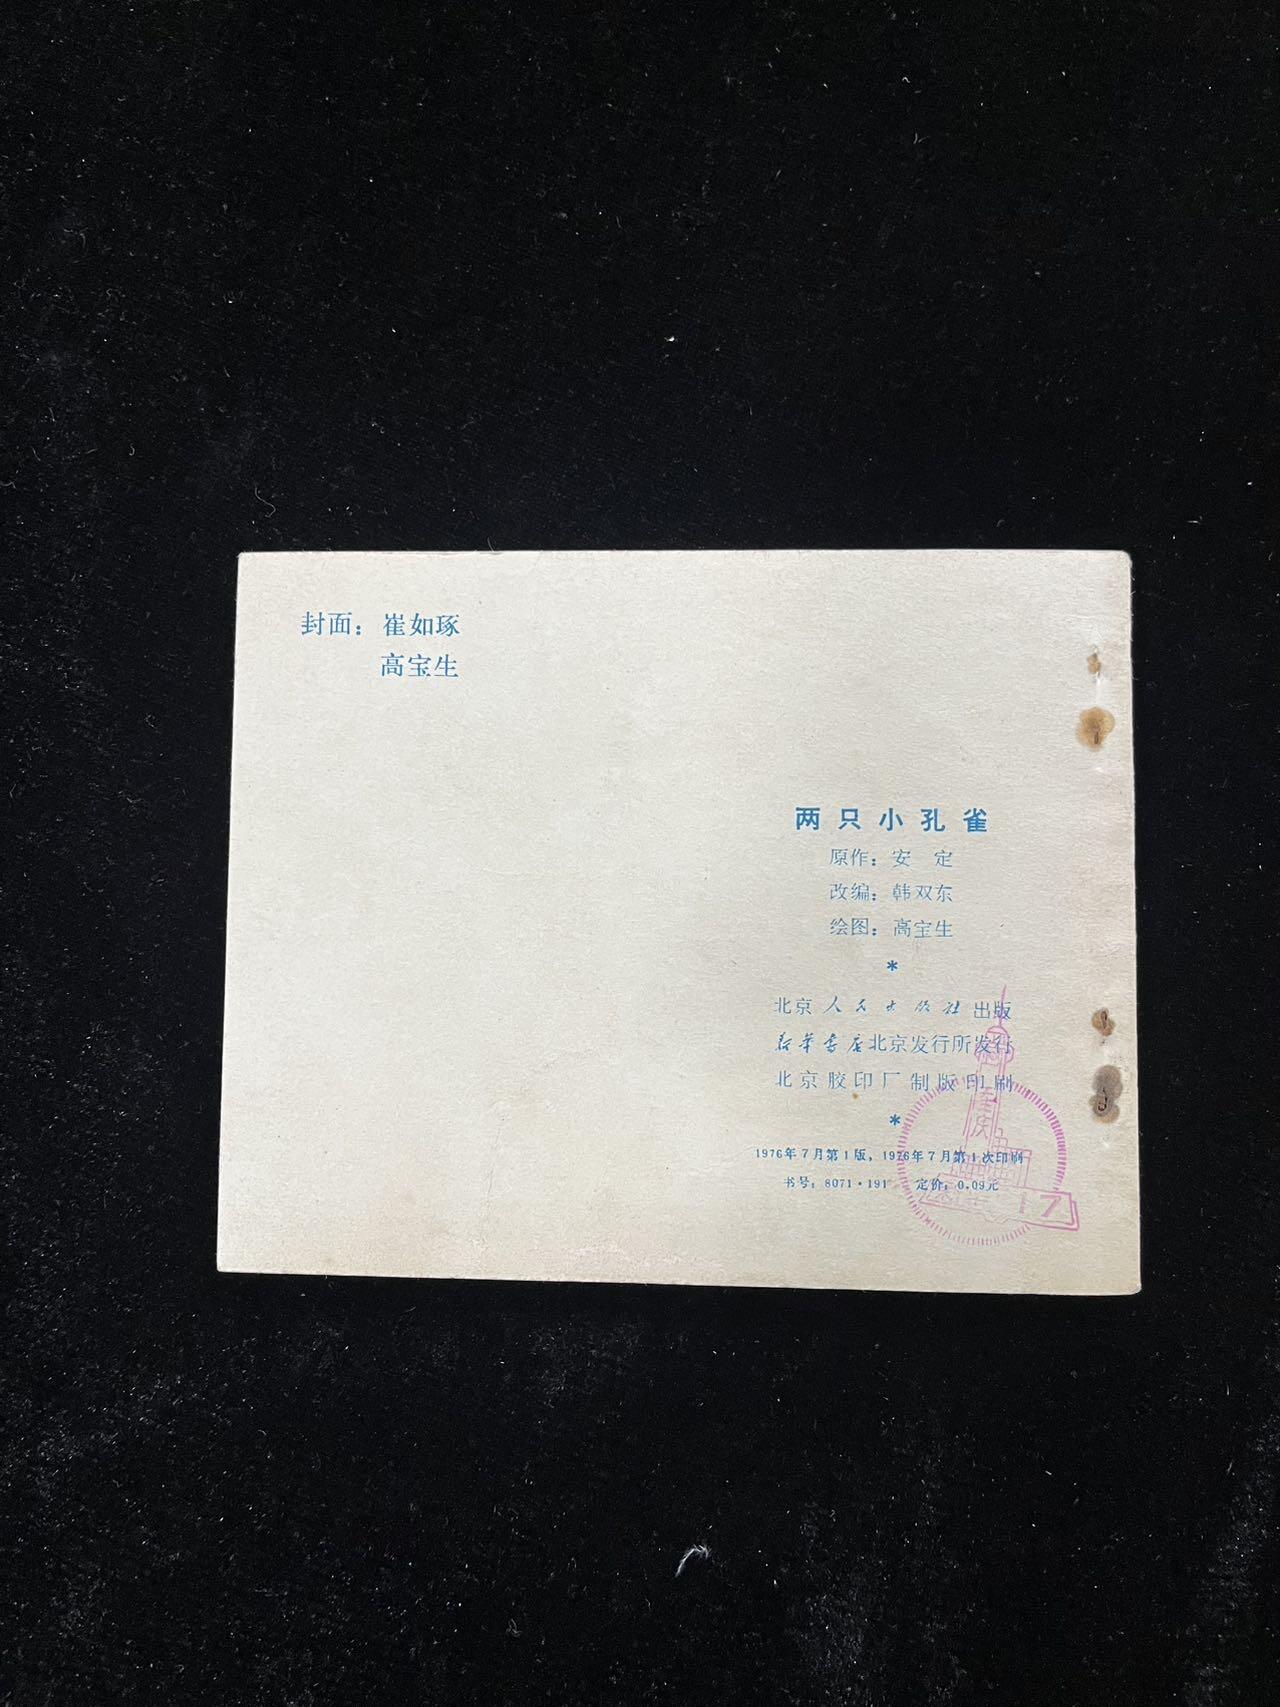 封面：崔如琢
高宝生
两只小孔雀
原作：安　定
改编：韩双东
绘图：高宝生
*
北京人民出版社出版
新华书店北京发行所发行
北京胶印厂制版印刷
*
1976年7月第1版，1976年7月第1次印刷
书号：8071·191　定价：0.09元
重庆
17